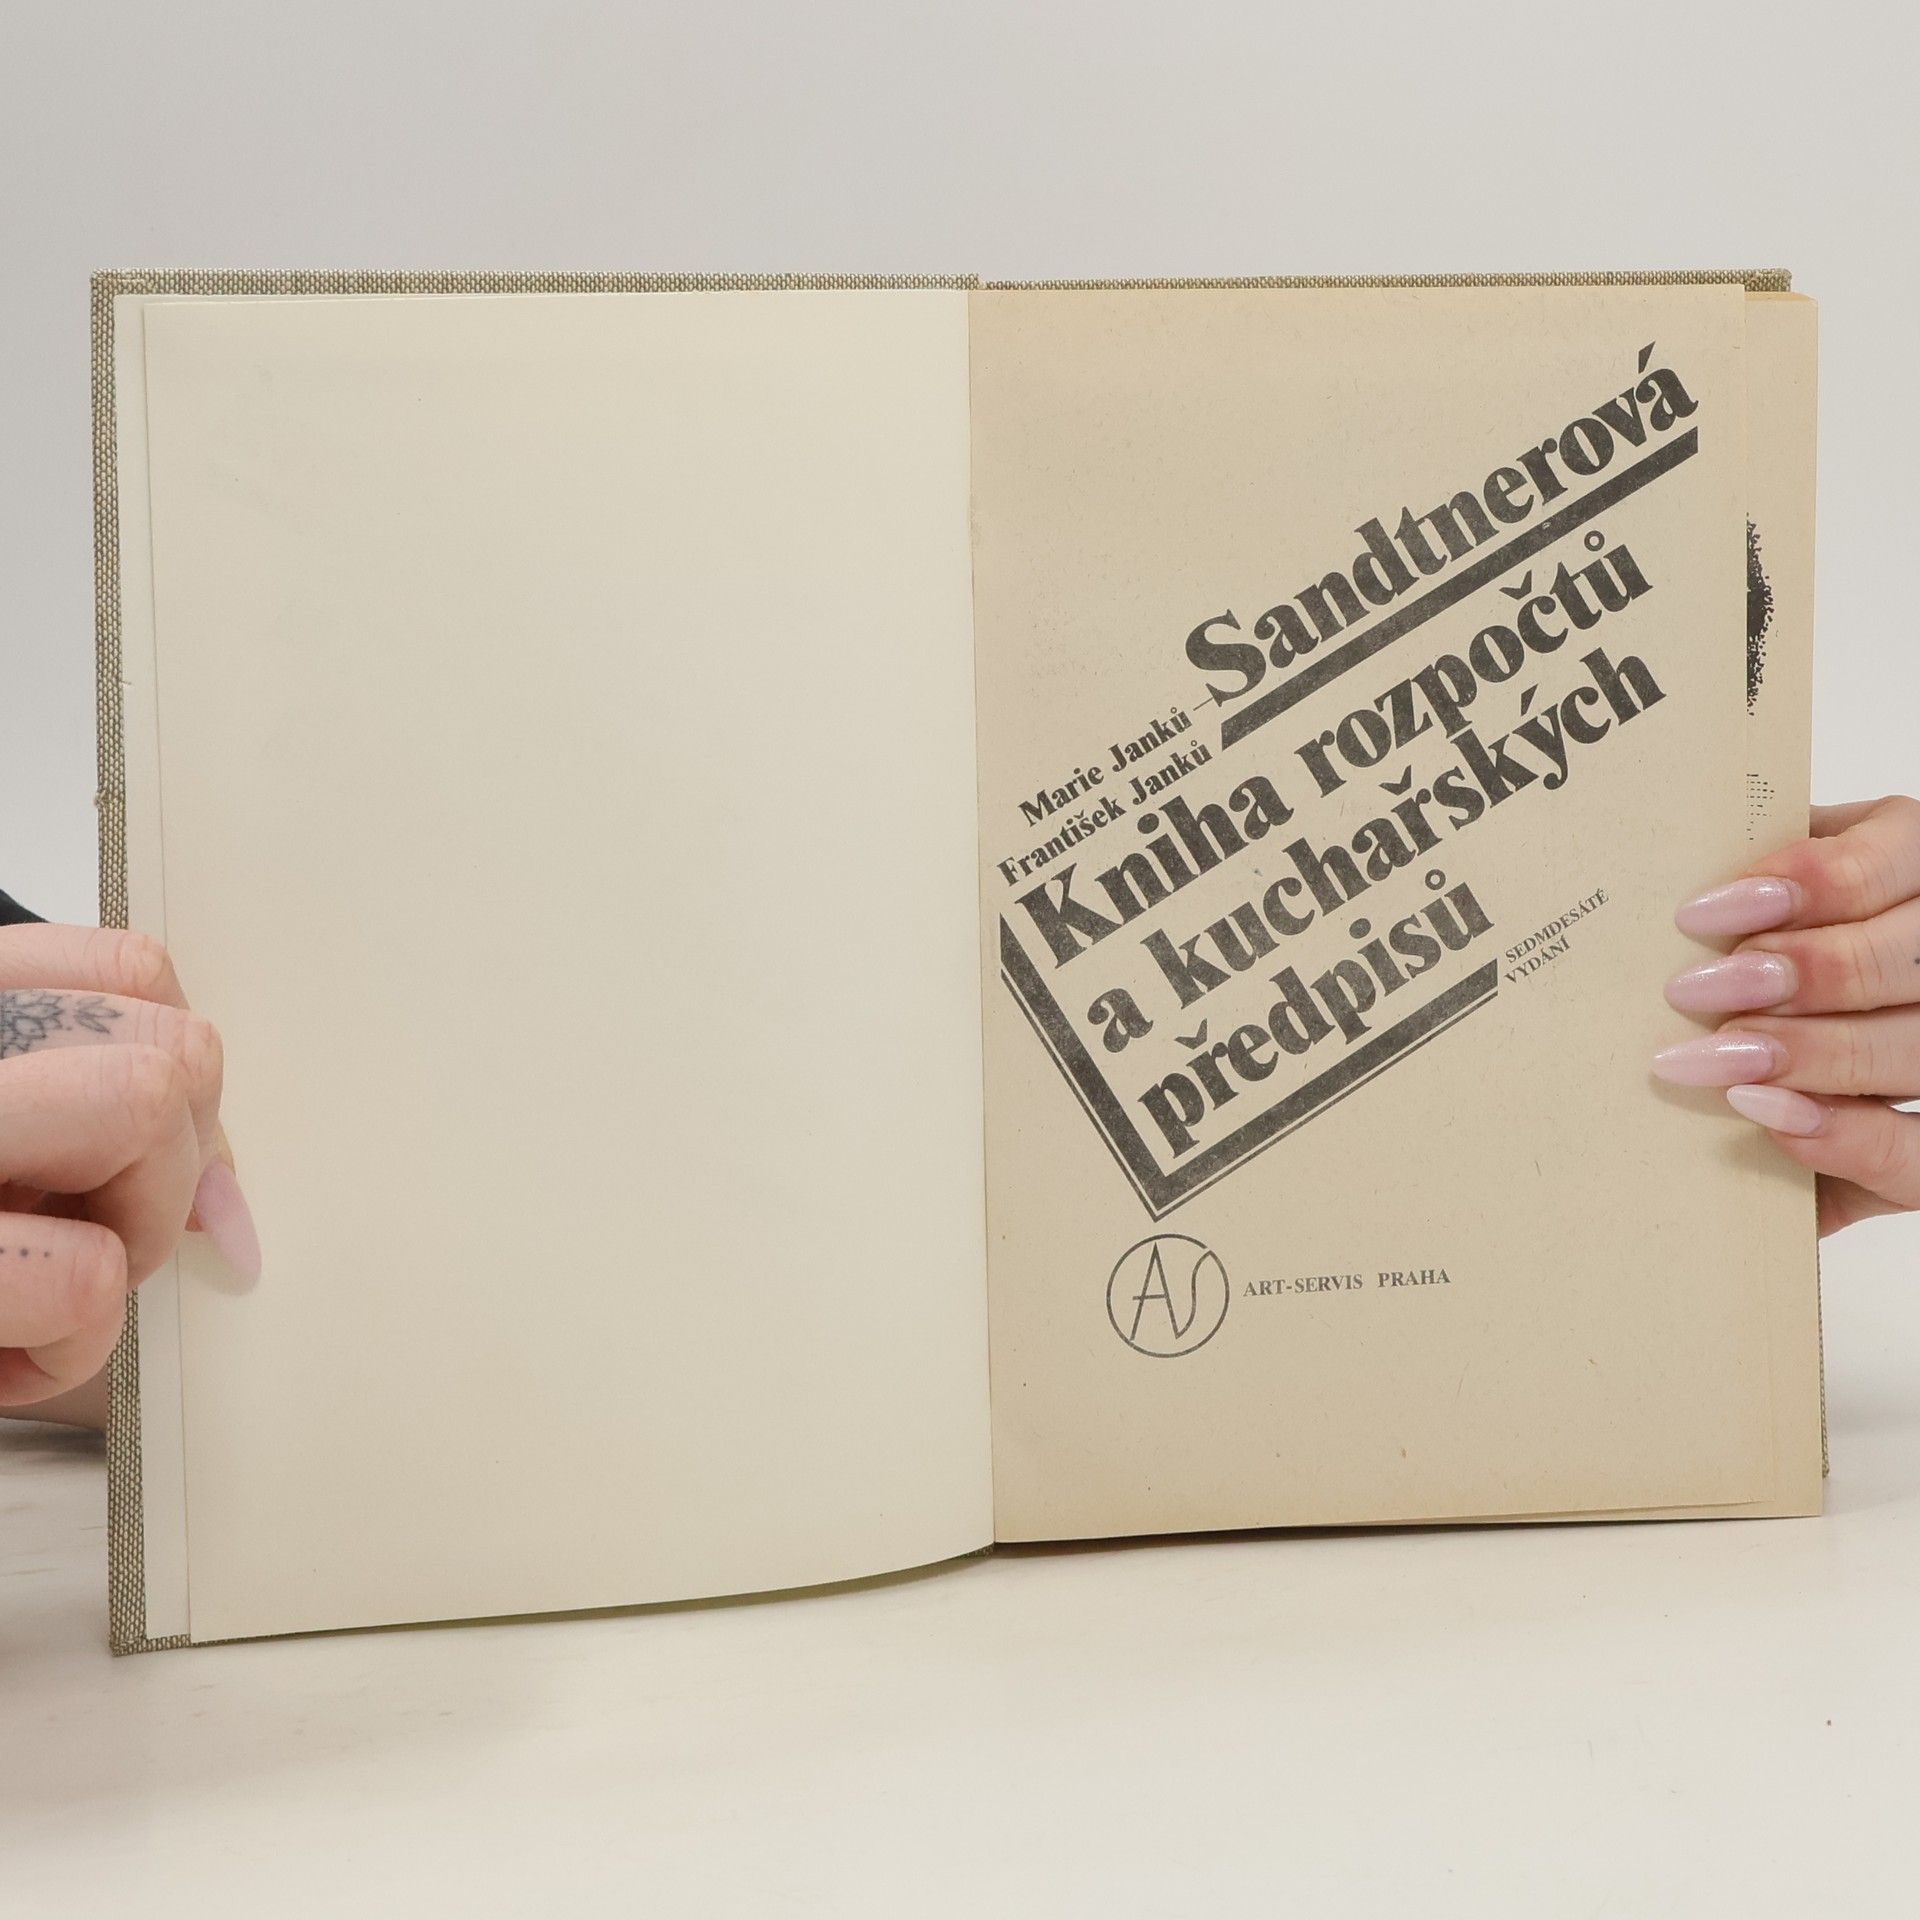 Marie Janků – Sandtnerová
František Janků
Kniha rozpočtů
a kuchařských
předpisů
SEDMDESÁTÉ
VYDÁNÍ
AS
ART-SERVIS PRAHA